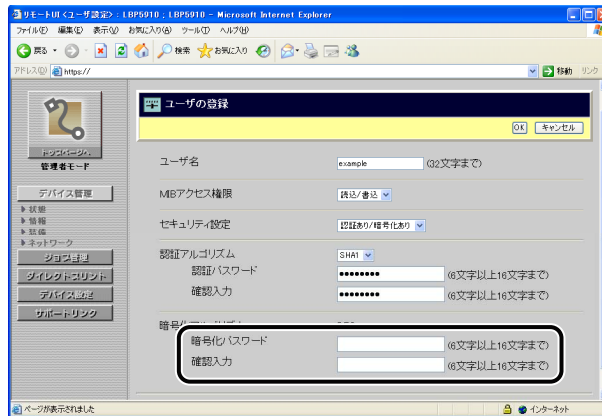 リモートUI <ユーザ設定> : LBP5910 ; LBP5910 - Microsoft Internet Explorer
ファイル(F) 編集(E) 表示(V) お気に入り(A) ツール(T) ヘルプ(H)
戻る 検索 お気に入り
アドレス(D) https:// 移動 リンク
トップページへ
管理者モード
デバイス管理
状態
情報
ネットワーク
ジョブ管理
ダイレクトプリント
デバイス設定
サポートリンク
ユーザの登録
OK キャンセル
ユーザ名 example (32文字まで)
MIBアクセス権限 読込/書込
セキュリティ設定 認証あり/暗号化あり
認証アルゴリズム SHA1
認証パスワード ●●●●●●●● (6文字以上16文字まで)
確認入力 ●●●●●●●● (6文字以上16文字まで)
暗号化パスワード (6文字以上16文字まで)
確認入力 (6文字以上16文字まで)
ページが表示されました インターネット